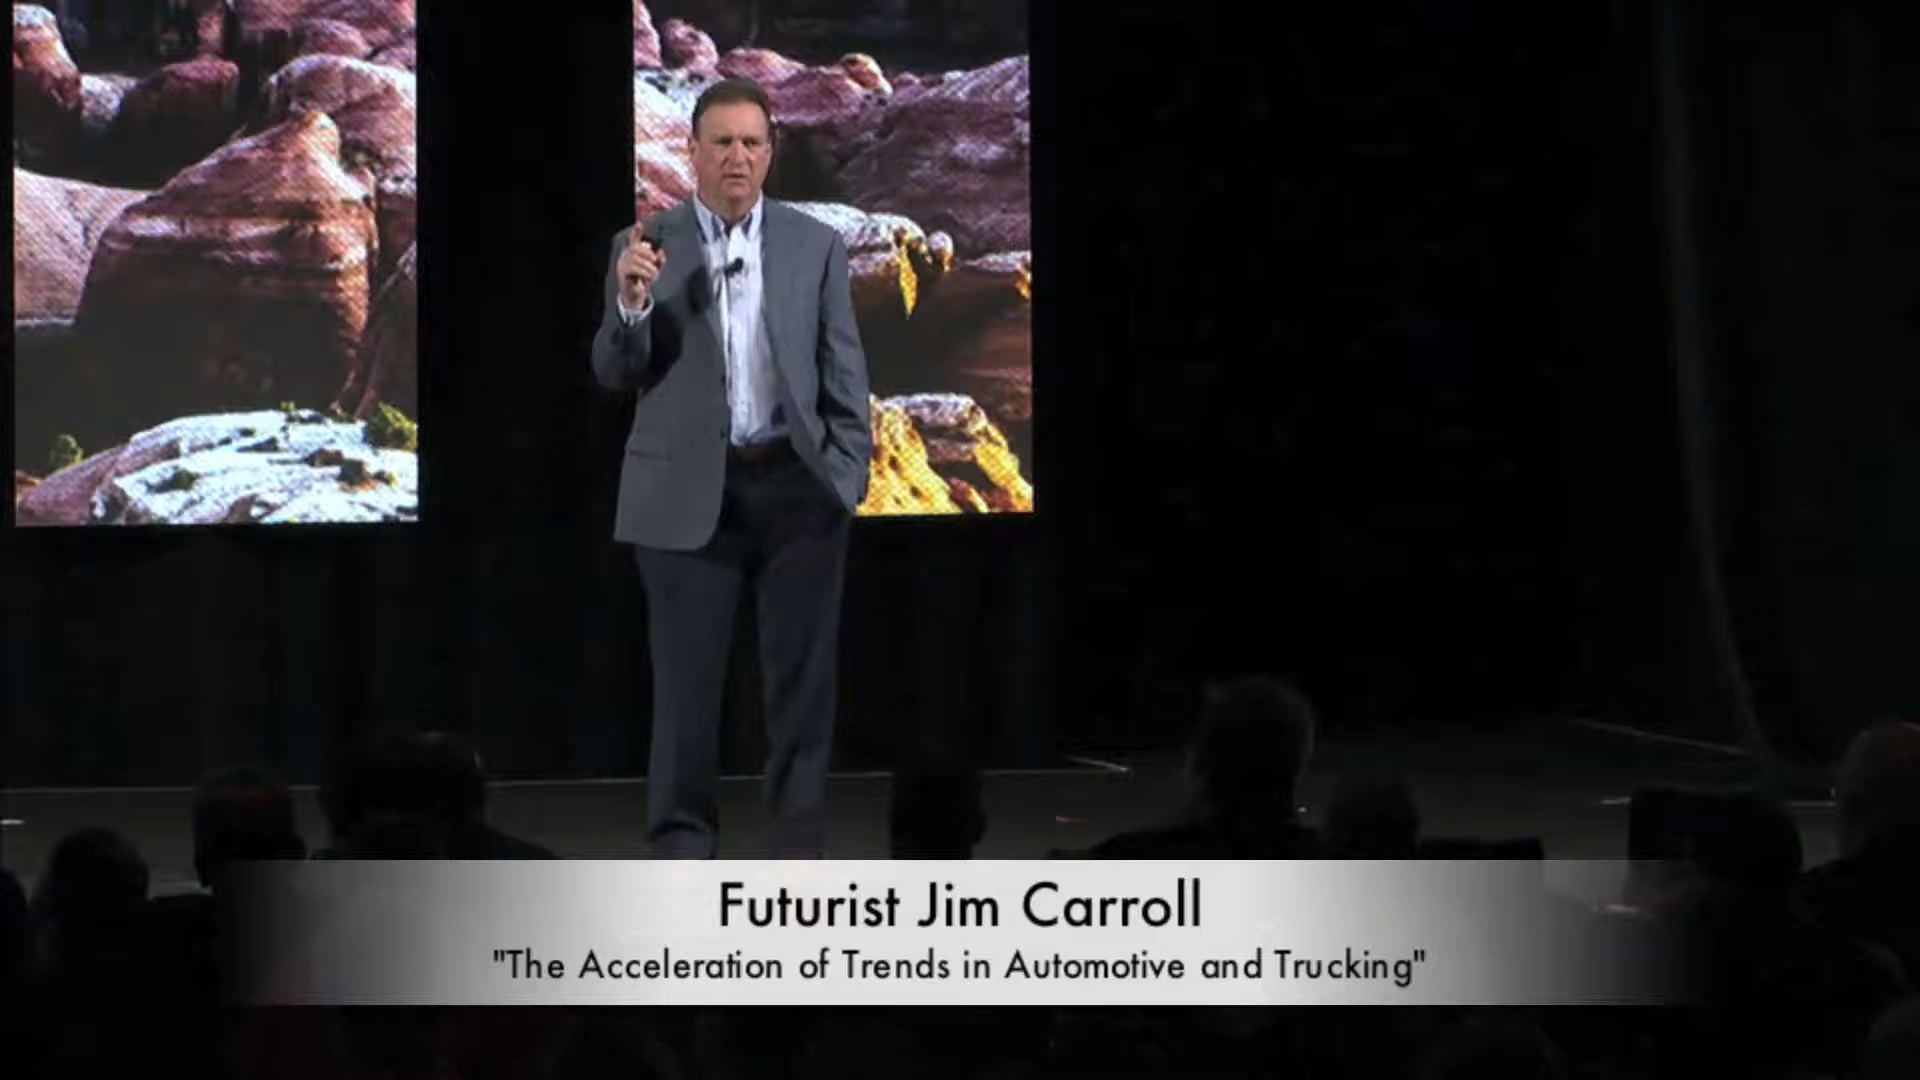 Futurist Jim Carroll
"The Acceleration of Trends in Automotive and Trucking"